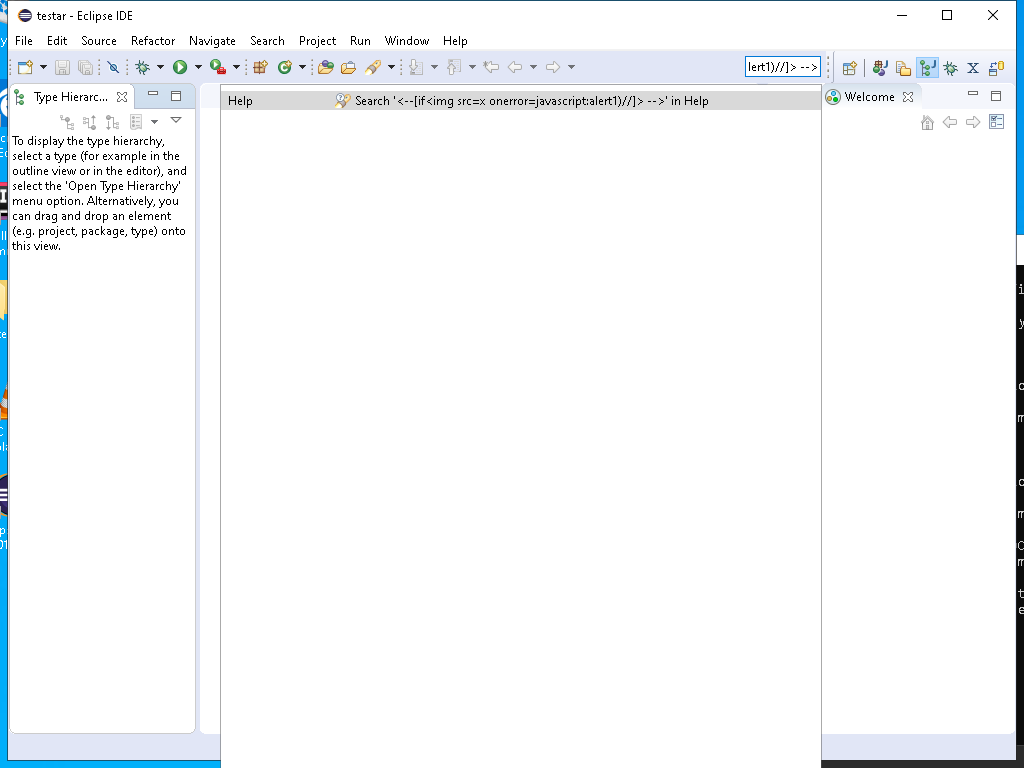 testar - Eclipse IDE
File Edit Source Refactor Navigate Search Project Run Window Help
lert1)//]> -->
Type Hierarc...
Help
Search '<--[if<img src=x onerror=javascript:alert1)//]> -->' in Help
Welcome
To display the type hierarchy,
select a type (for example in the
outline view or in the editor), and
select the 'Open Type Hierarchy'
menu option. Alternatively, you
can drag and drop an element
(e.g. project, package, type) onto
this view.